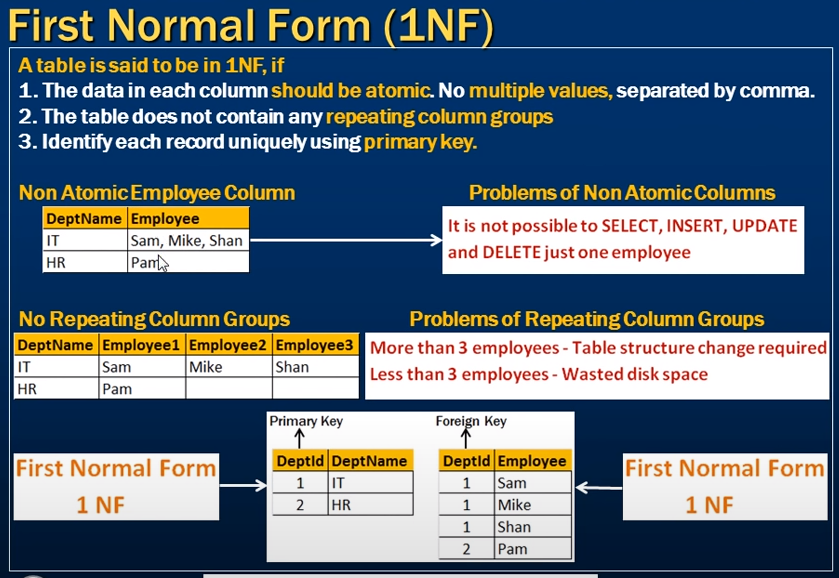 First Normal Form (1NF)
A table is said to be in 1NF, if
1. The data in each column should be atomic. No multiple values, separated by comma.
2. The table does not contain any repeating column groups
3. Identify each record uniquely using primary key.
Non Atomic Employee Column
DeptName Employee
IT Sam, Mike, Shan
HR Pam
Problems of Non Atomic Columns
It is not possible to SELECT, INSERT, UPDATE
and DELETE just one employee
No Repeating Column Groups
DeptName Employee1 Employee2 Employee3
IT Sam Mike Shan
HR Pam
Problems of Repeating Column Groups
More than 3 employees - Table structure change required
Less than 3 employees - Wasted disk space
First Normal Form
1 NF
Primary Key
DeptId DeptName
1 IT
2 HR
Foreign Key
DeptId Employee
1 Sam
1 Mike
1 Shan
2 Pam
First Normal Form
1 NF